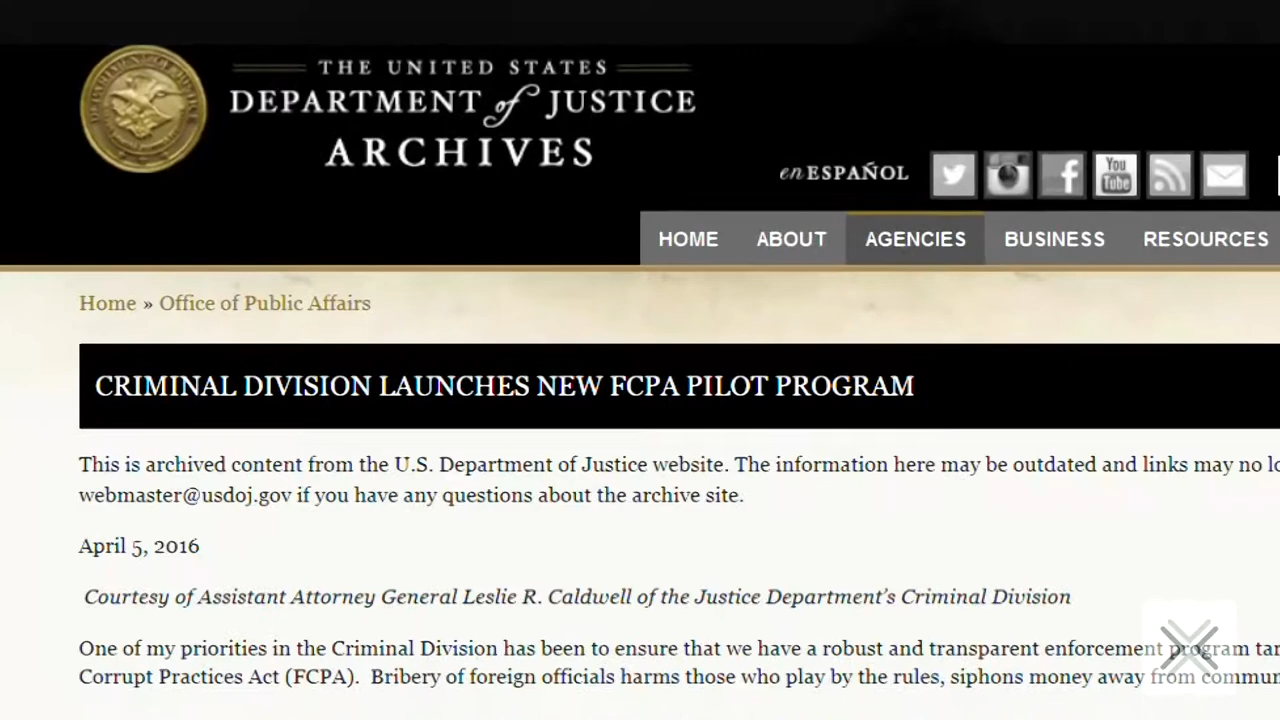 THE UNITED STATES
DEPARTMENT of JUSTICE
ARCHIVES
en ESPAÑOL
You
Tube
HOME ABOUT AGENCIES BUSINESS RESOURCES
Home » Office of Public Affairs
CRIMINAL DIVISION LAUNCHES NEW FCPA PILOT PROGRAM
This is archived content from the U.S. Department of Justice website. The information here may be outdated and links may no
webmaster@usdoj.gov if you have any questions about the archive site.
April 5, 2016
Courtesy of Assistant Attorney General Leslie R. Caldwell of the Justice Department's Criminal Division
One of my priorities in the Criminal Division has been to ensure that we have a robust and transparent enforcement program
Corrupt Practices Act (FCPA). Bribery of foreign officials harms those who play by the rules, siphons money away from